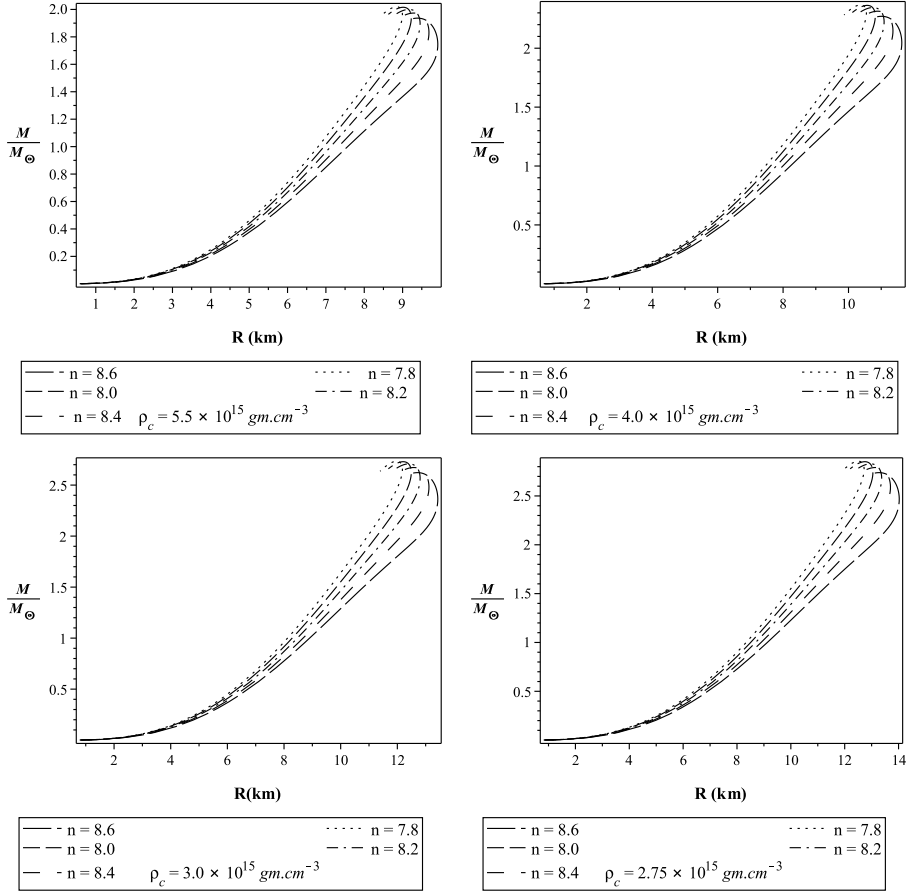 2.0
1.8
1.6
1.4
1.2
1.0
0.8
0.6
0.4
0.2
M
M⊙
1 2 3 4 5 6 7 8 9
R (km)
n = 8.6 n = 7.8
n = 8.0 n = 8.2
n = 8.4 ρc = 5.5 × 10^15 gm.cm^−3
2
1.5
1
0.5
M
M⊙
2 4 6 8 10
R (km)
n = 8.6 n = 7.8
n = 8.0 n = 8.2
n = 8.4 ρc = 4.0 × 10^15 gm.cm^−3
2.5
2
1.5
1
0.5
M
M⊙
2 4 6 8 10 12
R(km)
n = 8.6 n = 7.8
n = 8.0 n = 8.2
n = 8.4 ρc = 3.0 × 10^15 gm.cm^−3
2.5
2
1.5
1
0.5
M
M⊙
2 4 6 8 10 12 14
R (km)
n = 8.6 n = 7.8
n = 8.0 n = 8.2
n = 8.4 ρc = 2.75 × 10^15 gm.cm^−3